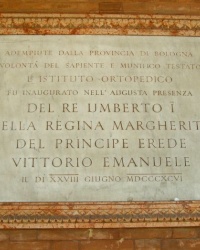 ADEMPIUTE DALLA PROVINCIA DI BOLOGNA
VOLONTÀ DEL SAPIENTE E MUNIFICO TESTATO
L'ISTITUTO ORTOPEDICO
FU INAUGURATO NELL'AUGUSTA PRESENZA
DEL RE UMBERTO I
ELLA REGINA MARGHERIT
DEL PRINCIPE EREDE
VITTORIO EMANUELE
IL DI XXVIII GIUGNO MDCCCXCVI